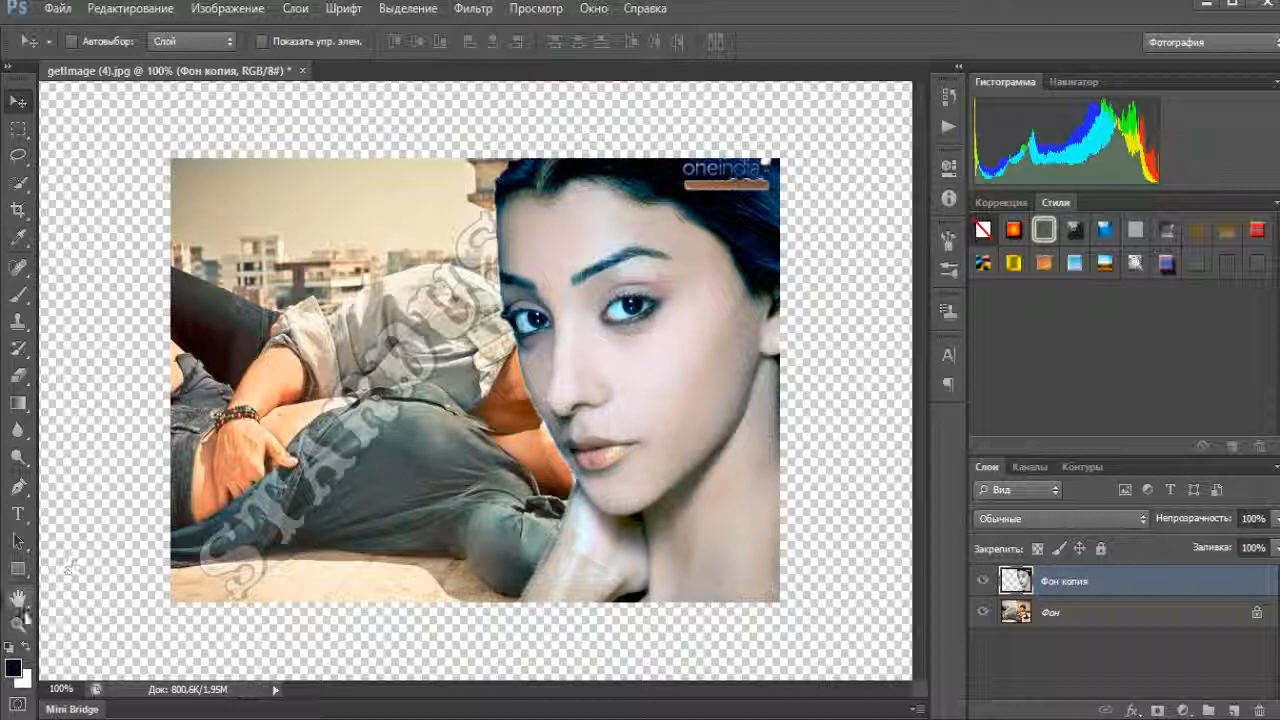 Ps Файл Редактирование Изображение Слои Шрифт Выделение Фильтр Просмотр Окно Справка
Автовыбор: Слой Показать упр. элем. Фотография
getImage (4).jpg @ 100% (Фон копия, RGB/8#) * ×
Гистограмма Навигатор
oneindia
STARDUST
Коррекция Стили
Слои Каналы Контуры
Вид
Обычные Непрозрачность: 100%
Закрепить: Заливка: 100%
Фон копия
Фон
100% Док: 800,6K/1,95M
Mini Bridge